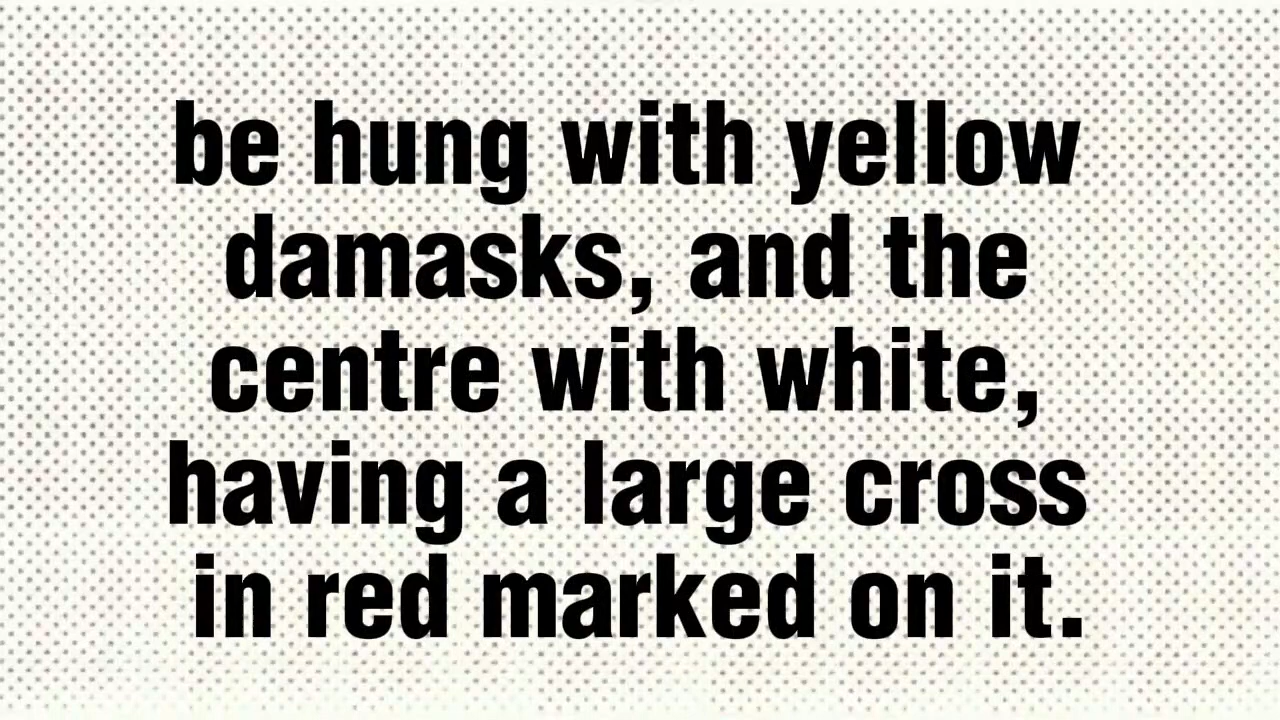 be hung with yellow
damasks, and the
centre with white,
having a large cross
in red marked on it.